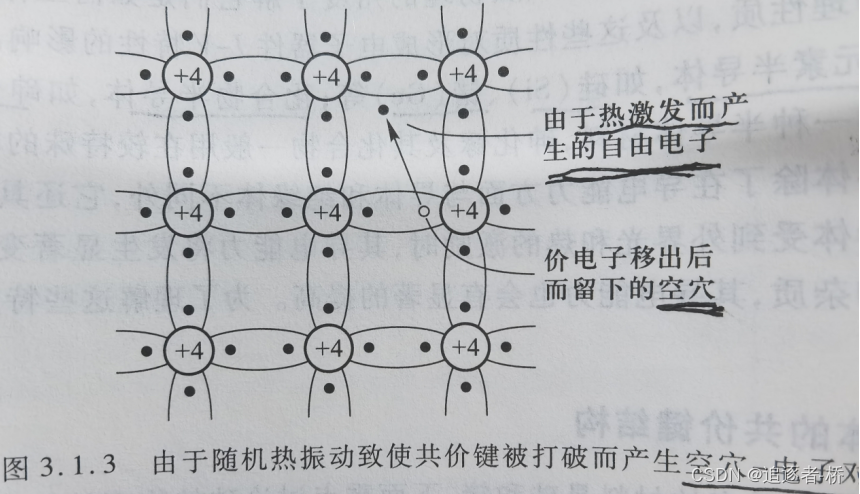 +4 +4 +4
由于热激发而产
生的自由电子
+4 +4 +4
价电子移出后
而留下的空穴
+4 +4 +4
图 3.1.3 由于随机热振动致使共价键被打破而产生空穴-电子对
CSDN @追逐者-桥